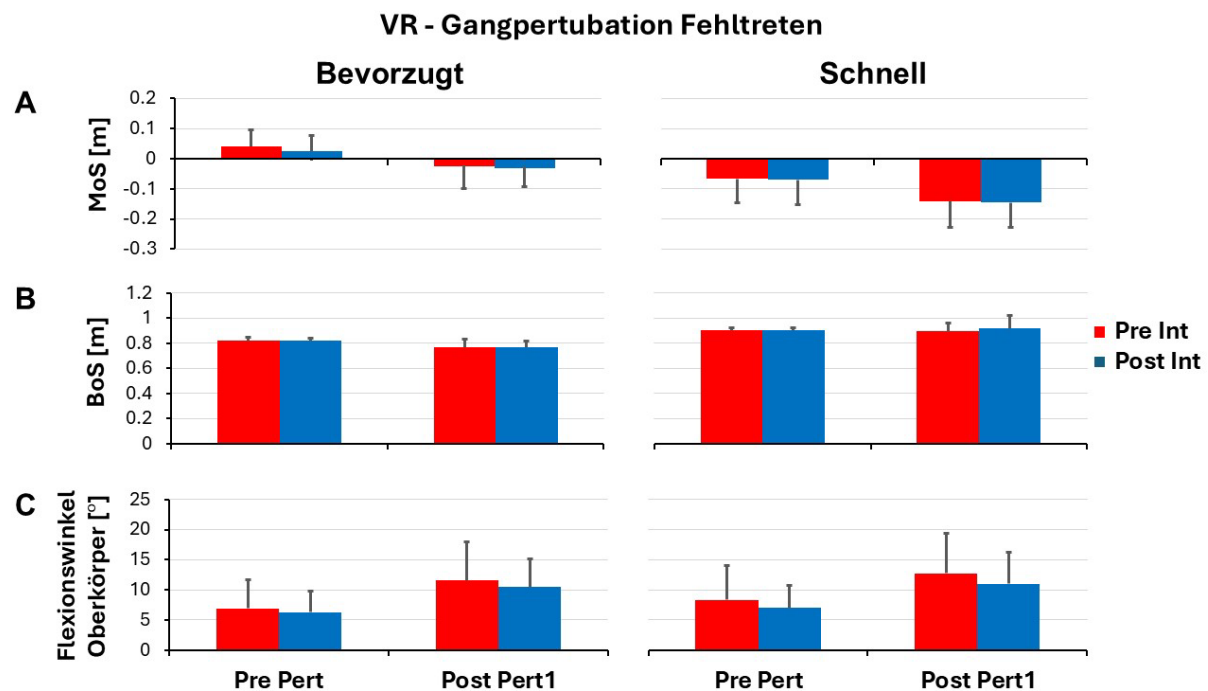 VR - Gangpertubation Fehltreten
Bevorzugt
Schnell
A
MoS [m]
0.2
0.1
0
-0.1
-0.2
-0.3
B
BoS [m]
1.2
1
0.8
0.6
0.4
0.2
0
Pre Int
Post Int
C
Flexionswinkel
Oberkörper [°]
25
20
15
10
5
0
Pre Pert
Post Pert1
Pre Pert
Post Pert1